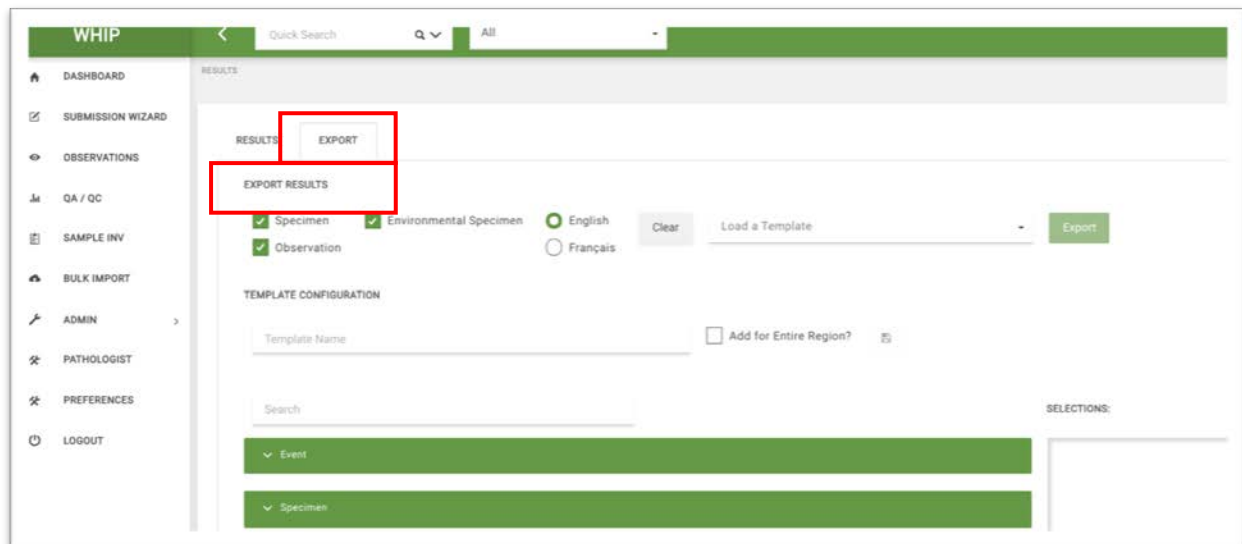 WHIP
Quick Search
All
DASHBOARD
SUBMISSION WIZARD
OBSERVATIONS
QA / QC
SAMPLE INV
BULK IMPORT
ADMIN
PATHOLOGIST
PREFERENCES
LOGOUT
RESULTS
RESULTS EXPORT
EXPORT RESULTS
Specimen Environmental Specimen English Clear Load a Template Export
Observation Français
TEMPLATE CONFIGURATION
Template Name Add for Entire Region?
Search SELECTIONS:
Event
Specimen